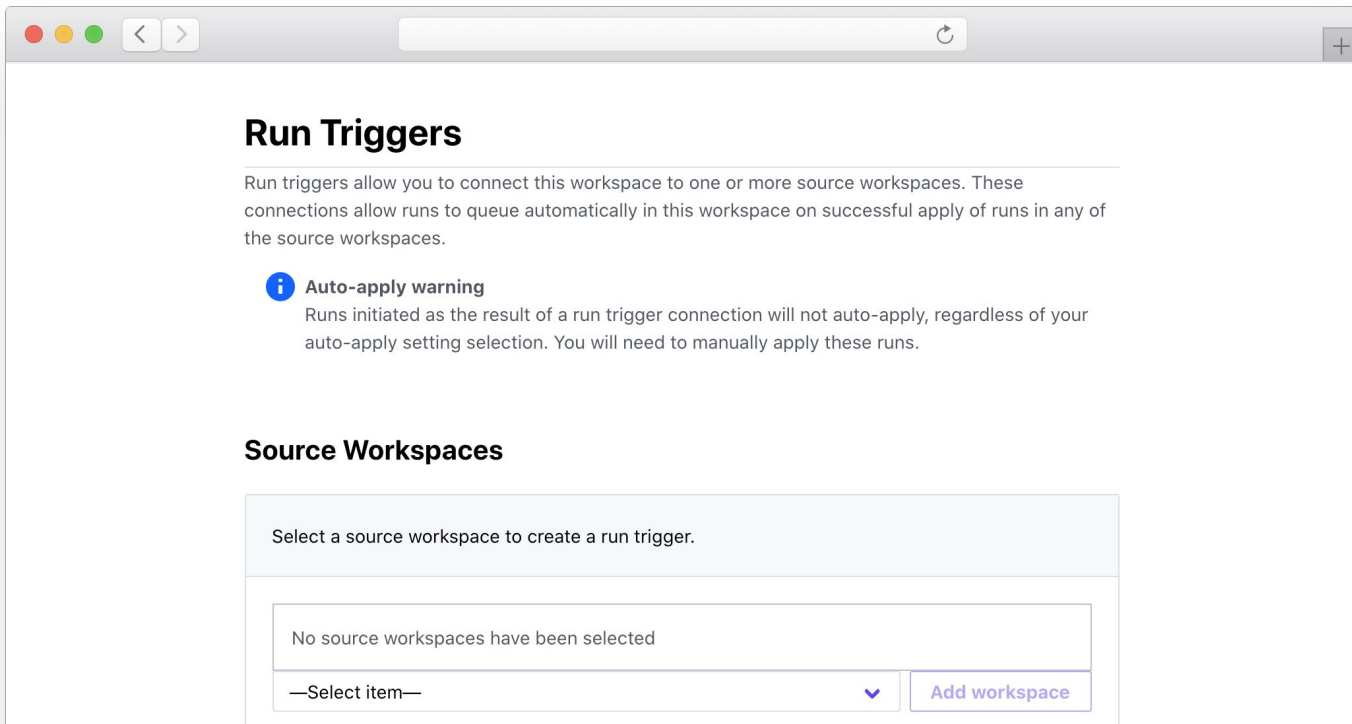 Run Triggers
Run triggers allow you to connect this workspace to one or more source workspaces. These
connections allow runs to queue automatically in this workspace on successful apply of runs in any of
the source workspaces.
Auto-apply warning
Runs initiated as the result of a run trigger connection will not auto-apply, regardless of your
auto-apply setting selection. You will need to manually apply these runs.
Source Workspaces
Select a source workspace to create a run trigger.
No source workspaces have been selected
—Select item—
Add workspace